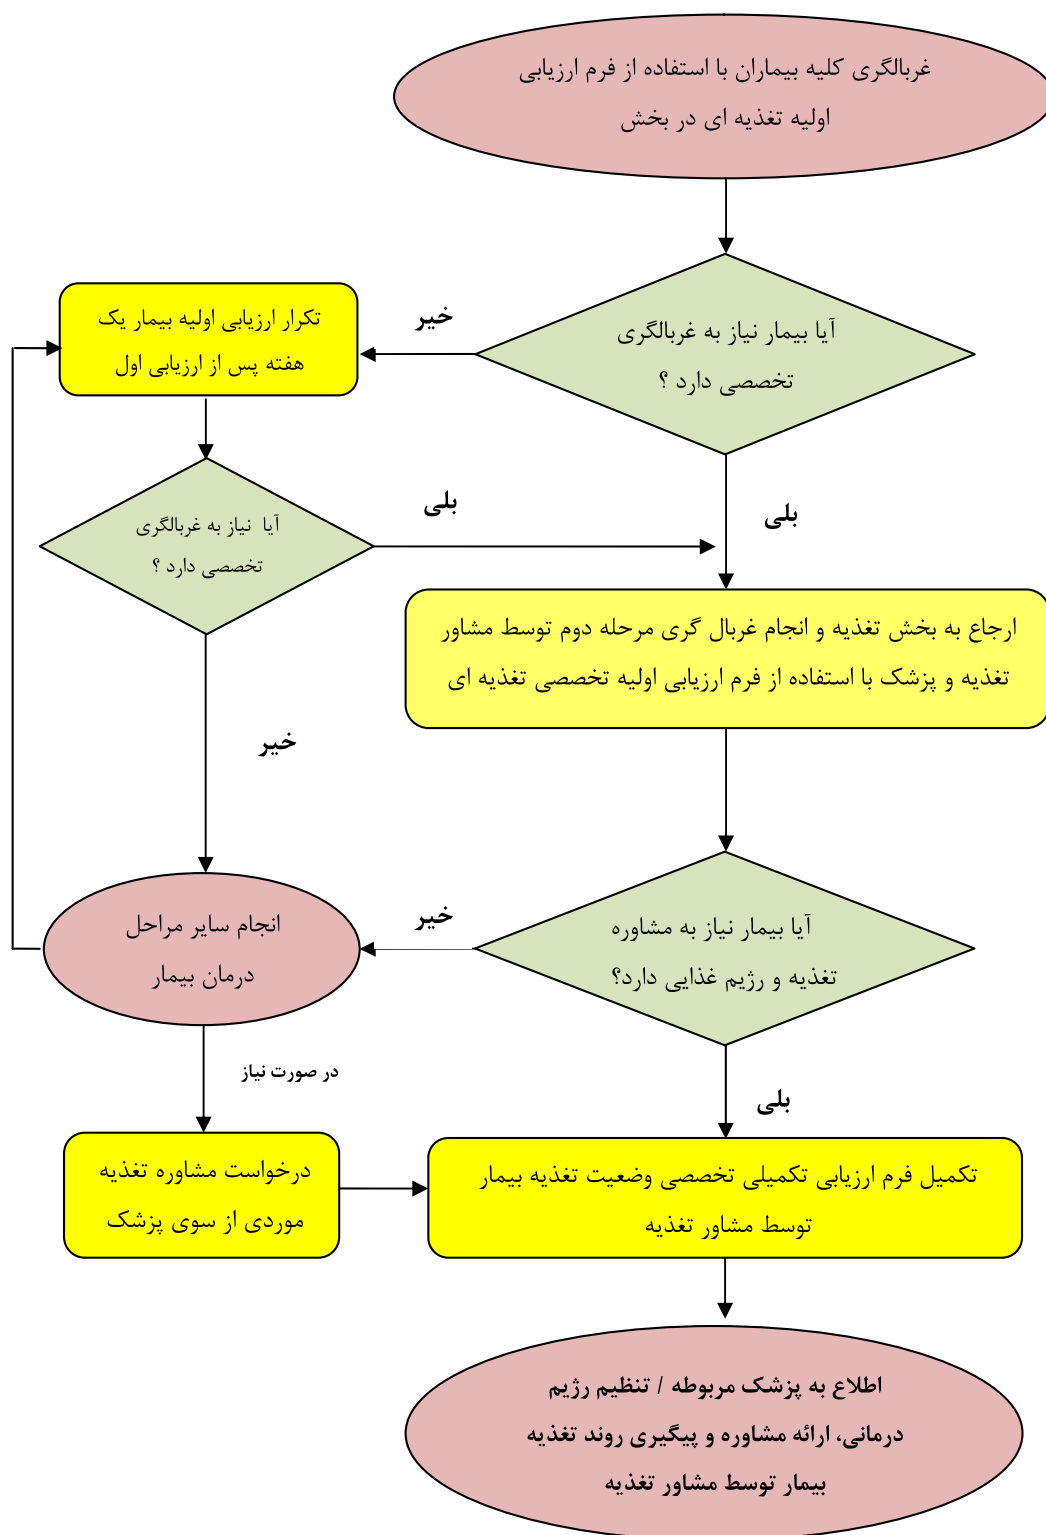 غربالگری کلیه بیماران با استفاده از فرم ارزیابی
اولیه تغذیه ای در بخش
آیا بیمار نیاز به غربالگری
تخصصی دارد ؟
خیر
تکرار ارزیابی اولیه بیمار یک
هفته پس از ارزیابی اول
بلی
بلی
آیا نیاز به غربالگری
تخصصی دارد ؟
ارجاع به بخش تغذیه و انجام غربال گری مرحله دوم توسط مشاور
تغذیه و پزشک با استفاده از فرم ارزیابی اولیه تخصصی تغذیه ای
خیر
آیا بیمار نیاز به مشاوره
تغذیه و رژیم غذایی دارد؟
خیر
انجام سایر مراحل
درمان بیمار
در صورت نیاز
بلی
درخواست مشاوره تغذیه
موردی از سوی پزشک
تکمیل فرم ارزیابی تکمیلی تخصصی وضعیت تغذیه بیمار
توسط مشاور تغذیه
اطلاع به پزشک مربوطه / تنظیم رژیم
درمانی، ارائه مشاوره و پیگیری روند تغذیه
بیمار توسط مشاور تغذیه